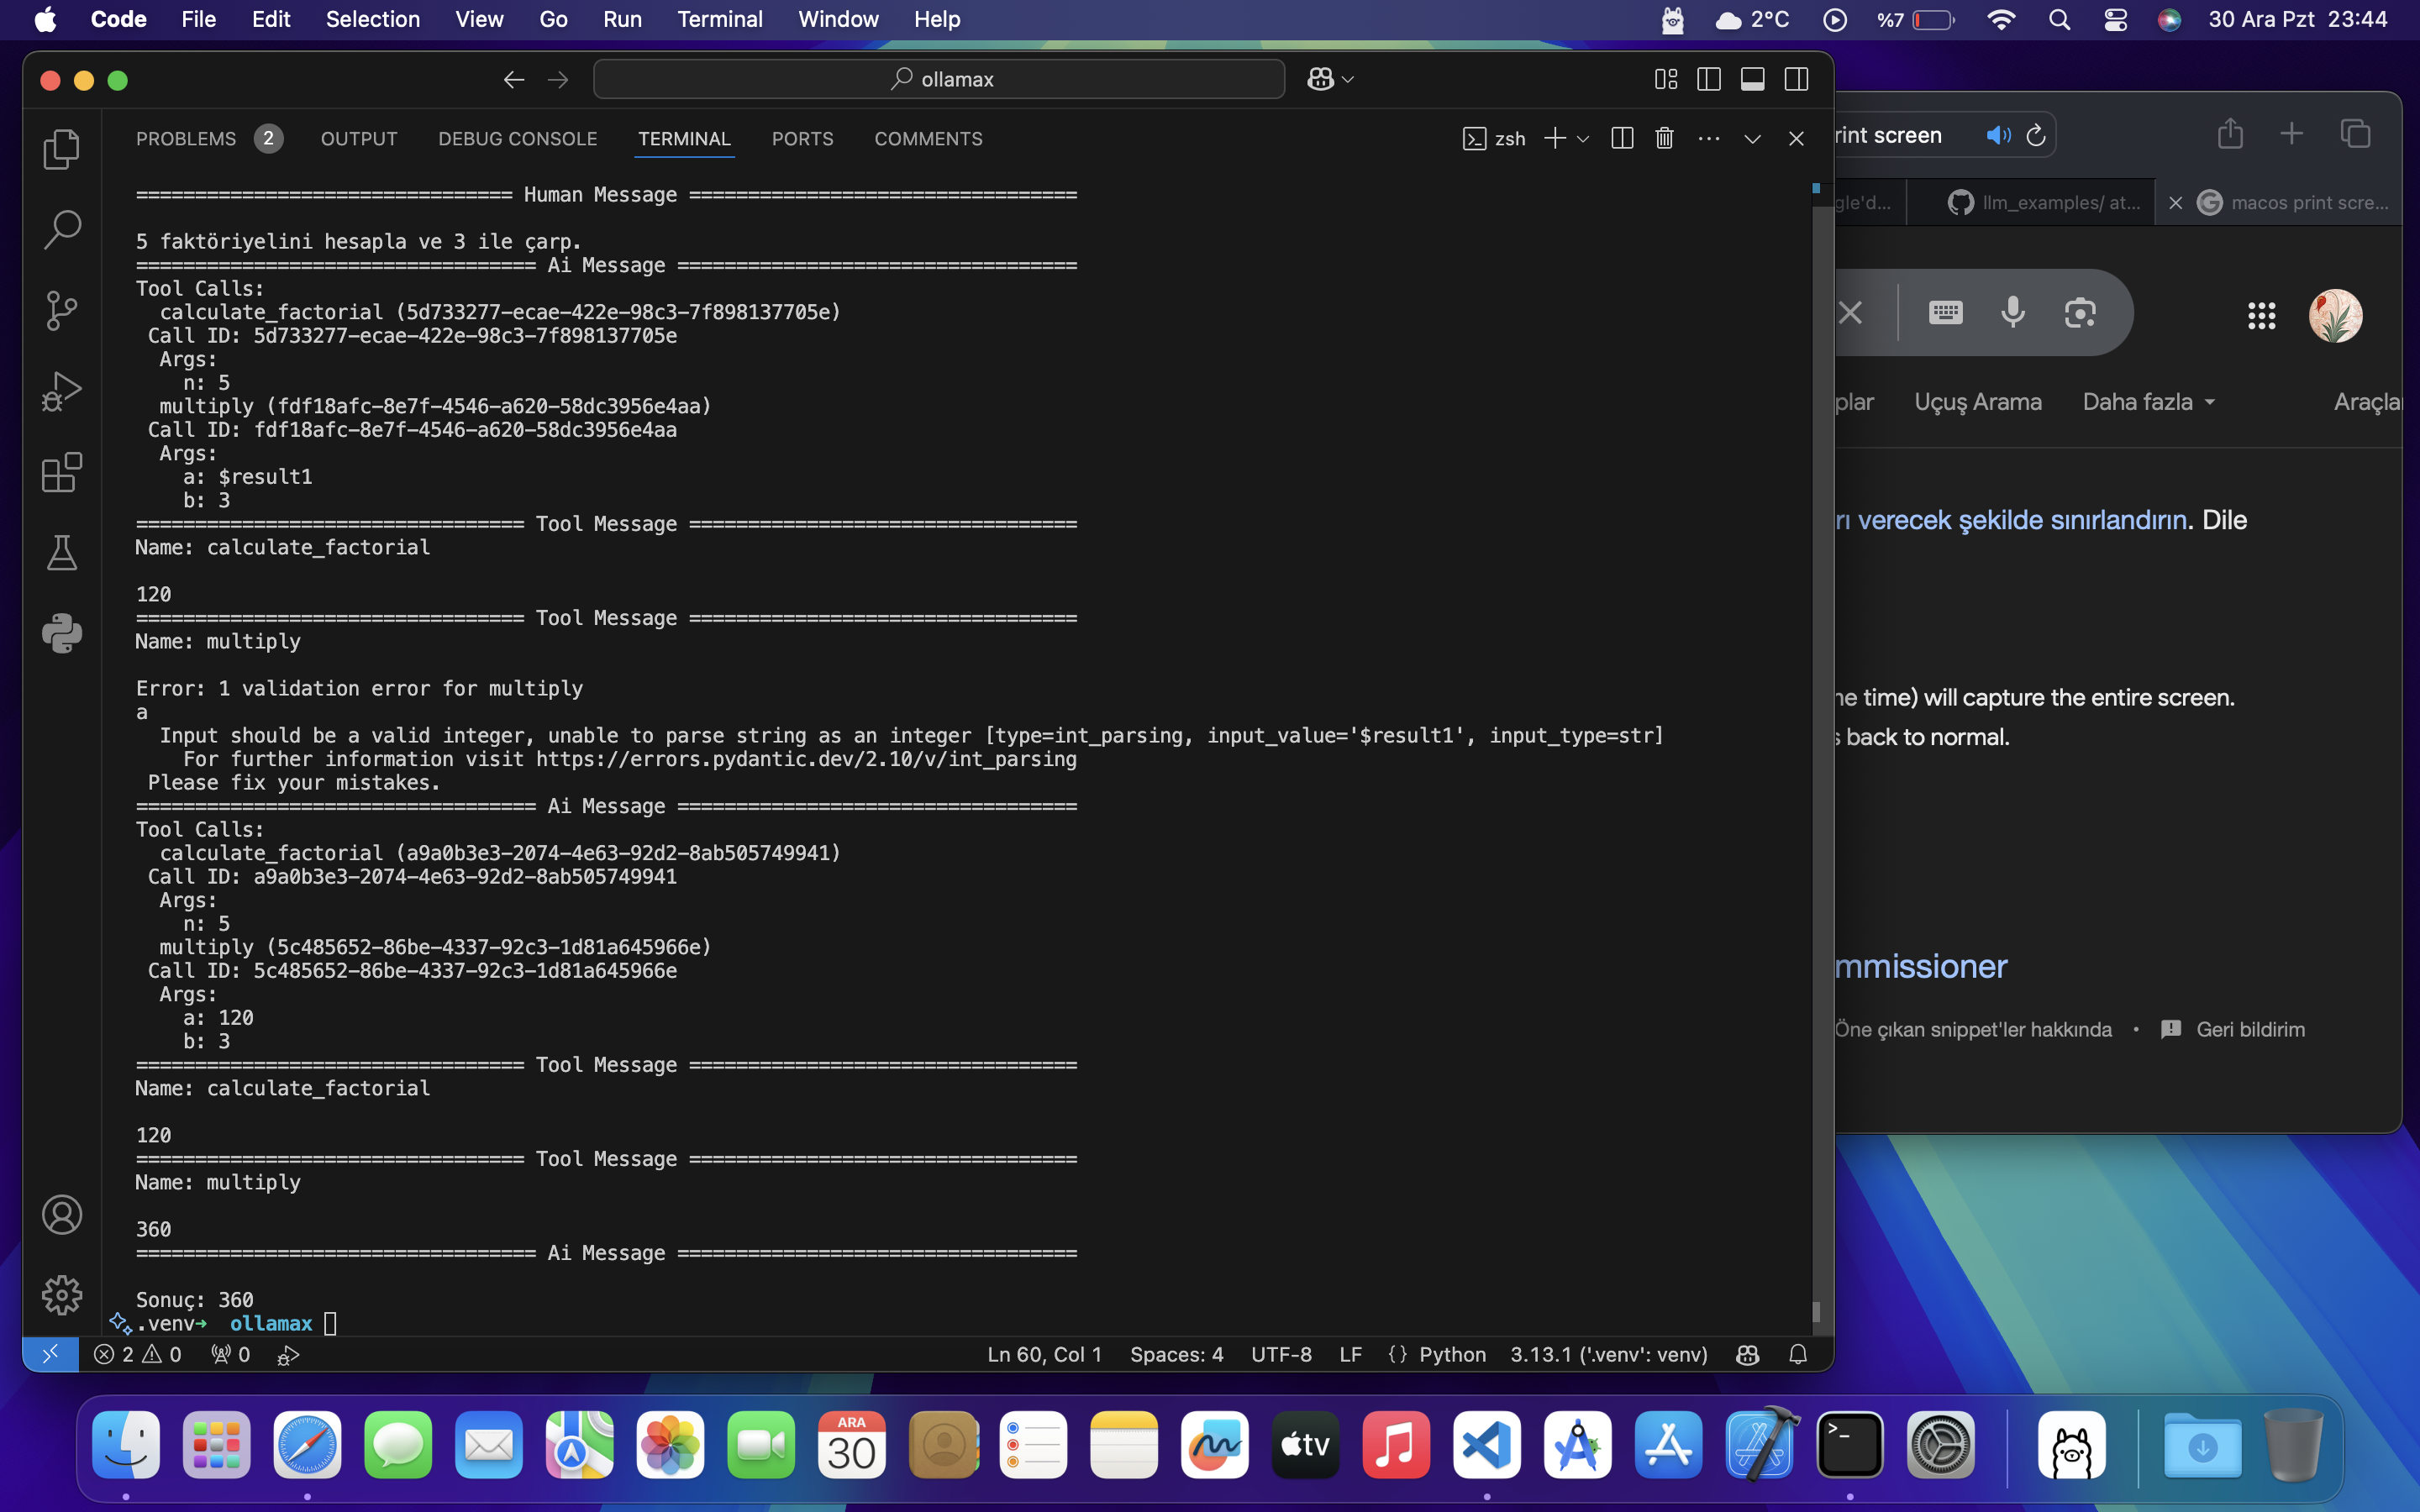 Code File Edit Selection View Go Run Terminal Window Help 2°C %7 30 Ara Pzt 23:44
ollamax
PROBLEMS 2 OUTPUT DEBUG CONSOLE TERMINAL PORTS COMMENTS zsh
================================ Human Message =================================

5 faktöriyelini hesapla ve 3 ile çarp.
================================== Ai Message ==================================
Tool Calls:
  calculate_factorial (5d733277-ecae-422e-98c3-7f898137705e)
 Call ID: 5d733277-ecae-422e-98c3-7f898137705e
  Args:
    n: 5
  multiply (fdf18afc-8e7f-4546-a620-58dc3956e4aa)
 Call ID: fdf18afc-8e7f-4546-a620-58dc3956e4aa
  Args:
    a: $result1
    b: 3
================================= Tool Message =================================
Name: calculate_factorial

120
================================= Tool Message =================================
Name: multiply

Error: 1 validation error for multiply
a
  Input should be a valid integer, unable to parse string as an integer [type=int_parsing, input_value='$result1', input_type=str]
    For further information visit https://errors.pydantic.dev/2.10/v/int_parsing
 Please fix your mistakes.
================================== Ai Message ==================================
Tool Calls:
  calculate_factorial (a9a0b3e3-2074-4e63-92d2-8ab505749941)
 Call ID: a9a0b3e3-2074-4e63-92d2-8ab505749941
  Args:
    n: 5
  multiply (5c485652-86be-4337-92c3-1d81a645966e)
 Call ID: 5c485652-86be-4337-92c3-1d81a645966e
  Args:
    a: 120
    b: 3
================================= Tool Message =================================
Name: calculate_factorial

120
================================= Tool Message =================================
Name: multiply

360
================================== Ai Message ==================================

Sonuç: 360
.venv→ ollamax
2 0 0 Ln 60, Col 1 Spaces: 4 UTF-8 LF {} Python 3.13.1 ('.venv': venv)
rint screen
gle'd... llm_examples/ at... macos print scre...
plar Uçuş Arama Daha fazla Araçla
rı verecek şekilde sınırlandırın. Dile
ne time) will capture the entire screen.
s back to normal.
mmissioner
Öne çıkan snippet'ler hakkında • Geri bildirim
ARA
30
tv